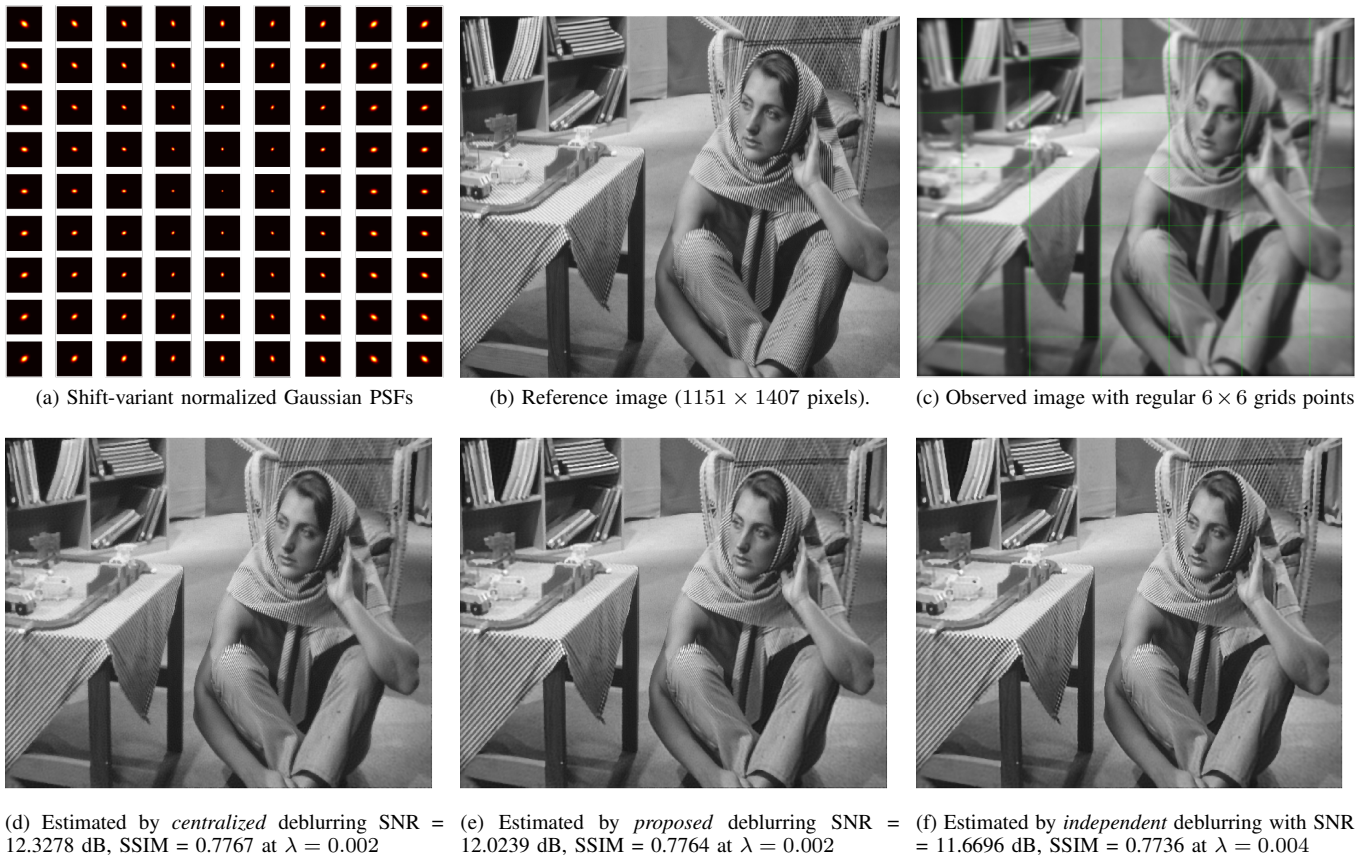 (a) Shift-variant normalized Gaussian PSFs
(b) Reference image (1151 × 1407 pixels).
(c) Observed image with regular 6 × 6 grids points
(d) Estimated by centralized deblurring SNR =
12.3278 dB, SSIM = 0.7767 at λ = 0.002
(e) Estimated by proposed deblurring SNR =
12.0239 dB, SSIM = 0.7764 at λ = 0.002
(f) Estimated by independent deblurring with SNR
= 11.6696 dB, SSIM = 0.7736 at λ = 0.004